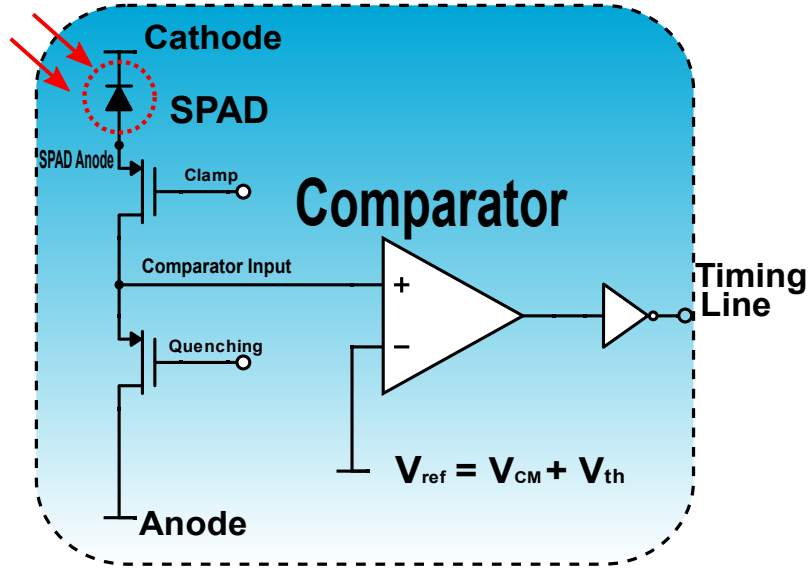 Cathode
SPAD
SPAD Anode
Clamp
Comparator
Comparator Input
+
Timing
Line
−
Quenching
Vref = VCM + Vth
Anode